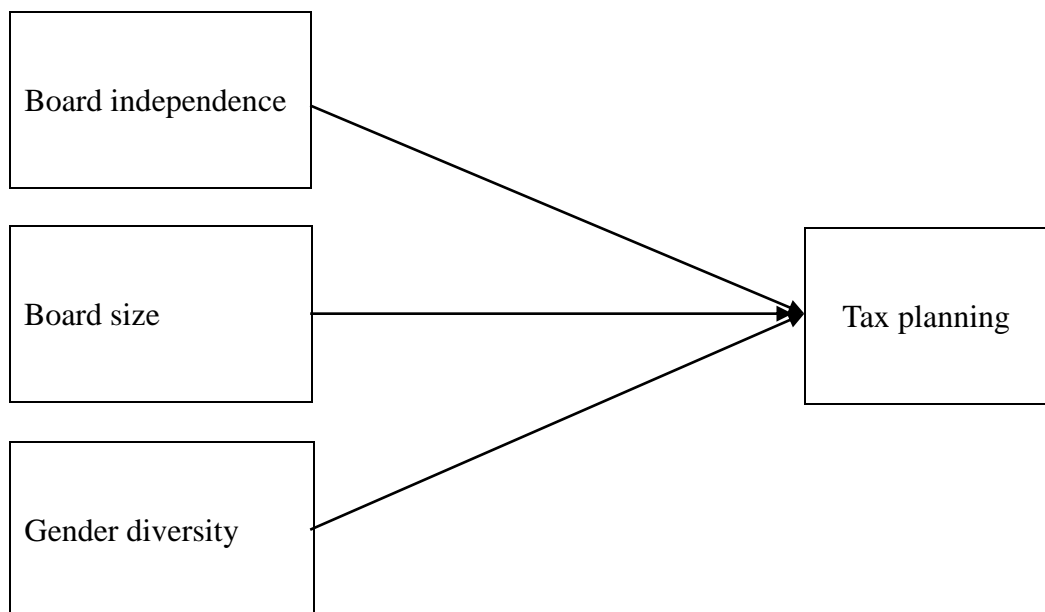 Board independence
Board size
Tax planning
Gender diversity